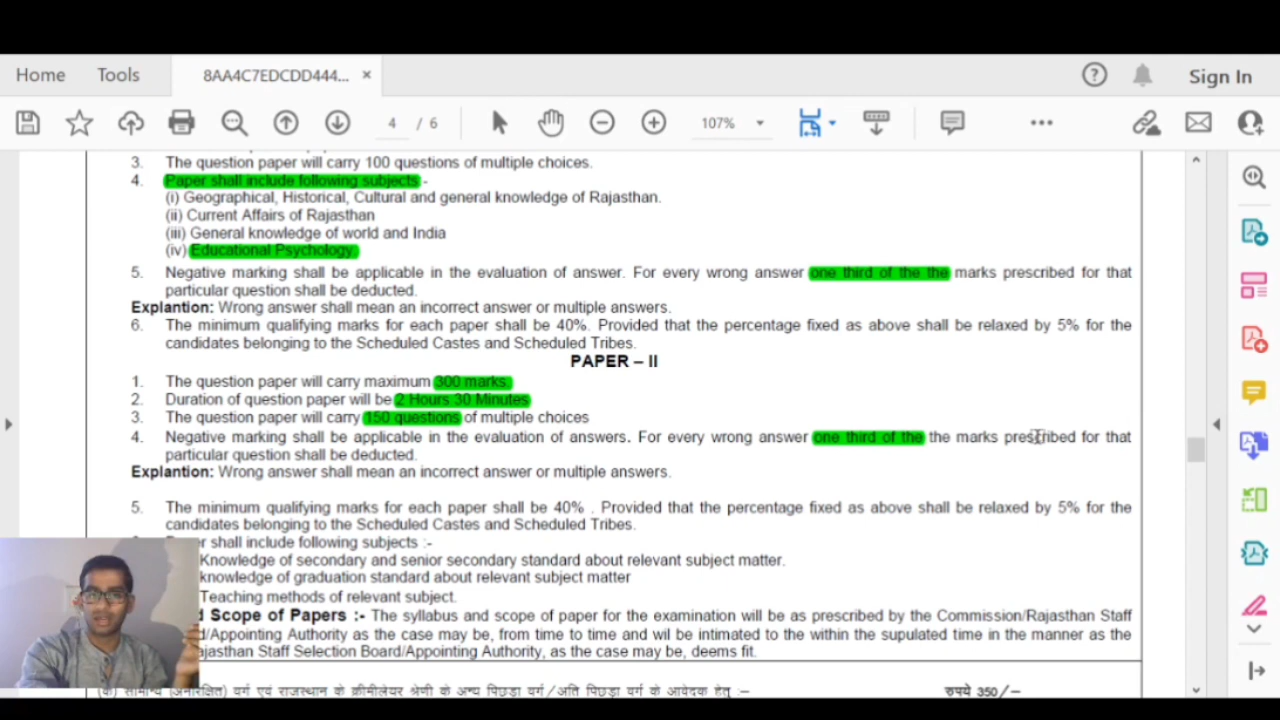 Home Tools 8AA4C7EDCDD444... × Sign In
4 / 6 107%
3. The question paper will carry 100 questions of multiple choices.
4. Paper shall include following subjects -
(i) Geographical, Historical, Cultural and general knowledge of Rajasthan.
(ii) Current Affairs of Rajasthan
(iii) General knowledge of world and India
(iv) Educational Psychology.
5. Negative marking shall be applicable in the evaluation of answer. For every wrong answer one third of the the marks prescribed for that
particular question shall be deducted.
Explantion: Wrong answer shall mean an incorrect answer or multiple answers.
6. The minimum qualifying marks for each paper shall be 40%. Provided that the percentage fixed as above shall be relaxed by 5% for the
candidates belonging to the Scheduled Castes and Scheduled Tribes.
PAPER – II
1. The question paper will carry maximum 300 marks.
2. Duration of question paper will be 2 Hours 30 Minutes
3. The question paper will carry 150 questions of multiple choices
4. Negative marking shall be applicable in the evaluation of answers. For every wrong answer one third of the the marks prescribed for that
particular question shall be deducted.
Explantion: Wrong answer shall mean an incorrect answer or multiple answers.
5. The minimum qualifying marks for each paper shall be 40% . Provided that the percentage fixed as above shall be relaxed by 5% for the
candidates belonging to the Scheduled Castes and Scheduled Tribes.
shall include following subjects :-
Knowledge of secondary and senior secondary standard about relevant subject matter.
knowledge of graduation standard about relevant subject matter
Teaching methods of relevant subject.
Scope of Papers :- The syllabus and scope of paper for the examination will be as prescribed by the Commission/Rajasthan Staff
/Appointing Authority as the case may be, from time to time and wil be intimated to the within the supulated time in the manner as the
Staff Selection Board/Appointing Authority, as the case may be, deems fit.
(क) सामान्य (अनारक्षित) वर्ग एवं राजस्थान के क्रीमीलेयर श्रेणी के अन्य पिछड़ा वर्ग/अति पिछड़ा वर्ग के आवेदक हेतु :– रुपये 350/–